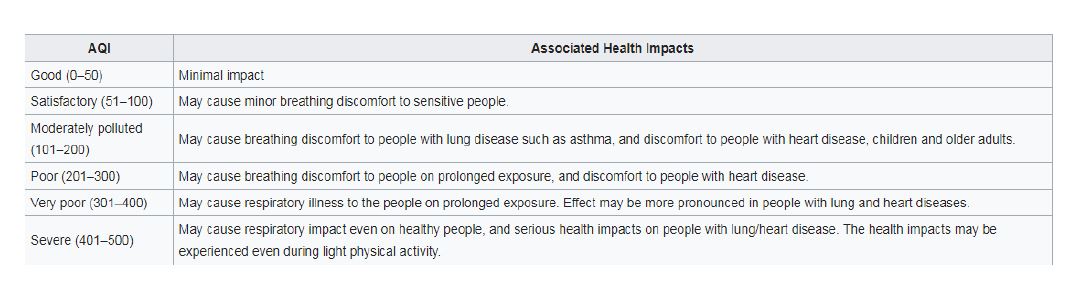 AQI Associated Health Impacts
Good (0–50) Minimal impact
Satisfactory (51–100) May cause minor breathing discomfort to sensitive people.
Moderately polluted
(101–200)
May cause breathing discomfort to people with lung disease such as asthma, and discomfort to people with heart disease, children and older adults.
Poor (201–300) May cause breathing discomfort to people on prolonged exposure, and discomfort to people with heart disease.
Very poor (301–400) May cause respiratory illness to the people on prolonged exposure. Effect may be more pronounced in people with lung and heart diseases.
Severe (401–500)
May cause respiratory impact even on healthy people, and serious health impacts on people with lung/heart disease. The health impacts may be
experienced even during light physical activity.